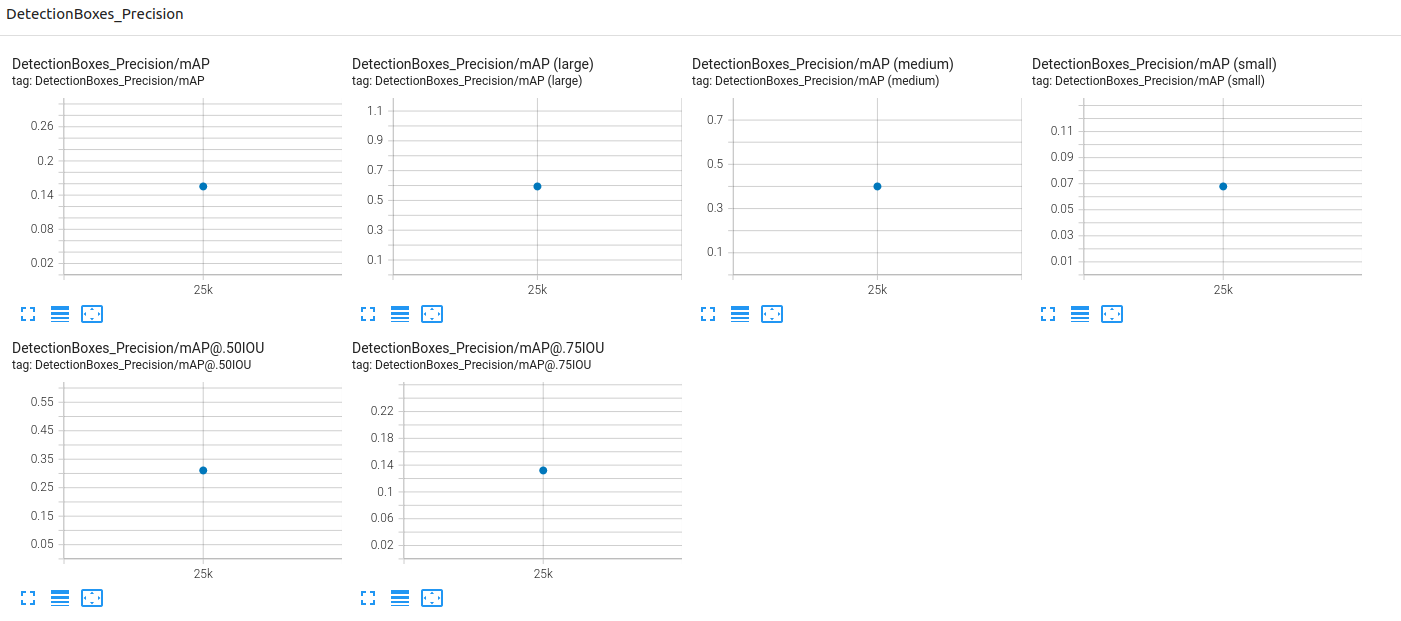 DetectionBoxes_Precision
DetectionBoxes_Precision/mAP
tag: DetectionBoxes_Precision/mAP
0.26
0.2
0.14
0.08
0.02
25k
DetectionBoxes_Precision/mAP (large)
tag: DetectionBoxes_Precision/mAP (large)
1.1
0.9
0.7
0.5
0.3
0.1
25k
DetectionBoxes_Precision/mAP (medium)
tag: DetectionBoxes_Precision/mAP (medium)
0.7
0.5
0.3
0.1
25k
DetectionBoxes_Precision/mAP (small)
tag: DetectionBoxes_Precision/mAP (small)
0.11
0.09
0.07
0.05
0.03
0.01
25k
DetectionBoxes_Precision/mAP@.50IOU
tag: DetectionBoxes_Precision/mAP@.50IOU
0.55
0.45
0.35
0.25
0.15
0.05
25k
DetectionBoxes_Precision/mAP@.75IOU
tag: DetectionBoxes_Precision/mAP@.75IOU
0.22
0.18
0.14
0.1
0.06
0.02
25k